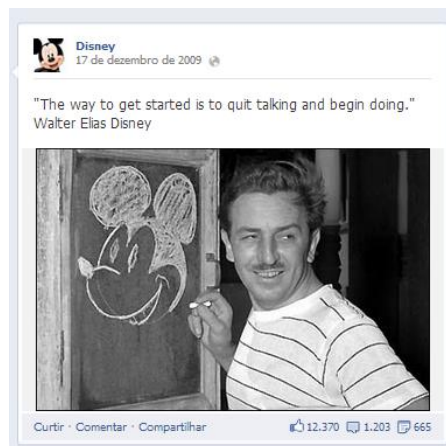 Disney
17 de dezembro de 2009
"The way to get started is to quit talking and begin doing."
Walter Elias Disney
Curtir · Comentar · Compartilhar 12.370 1.203 665